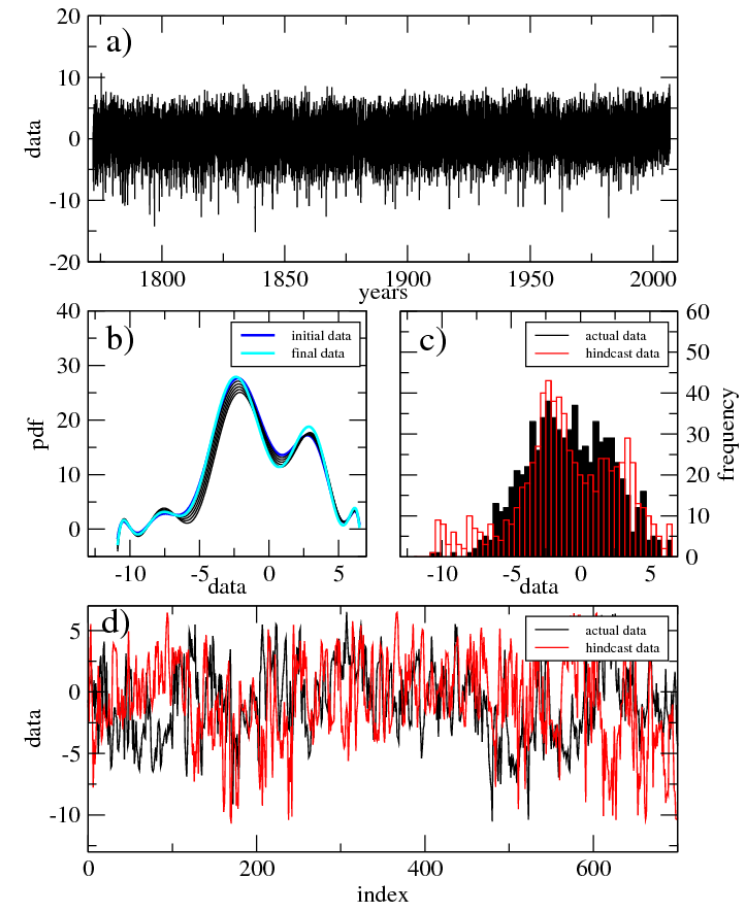 20
a)
10
data
0
-10
-20
1800 1850 1900 1950 2000
years
40
b)
initial data
final data
30
pdf
20
10
0
-10 -5 0 5
data
c)
actual data
hindcast data
60
50
40
frequency
30
20
10
0
-10 -5 0 5
data
d)
actual data
hindcast data
5
0
data
-5
-10
0 200 400 600
index